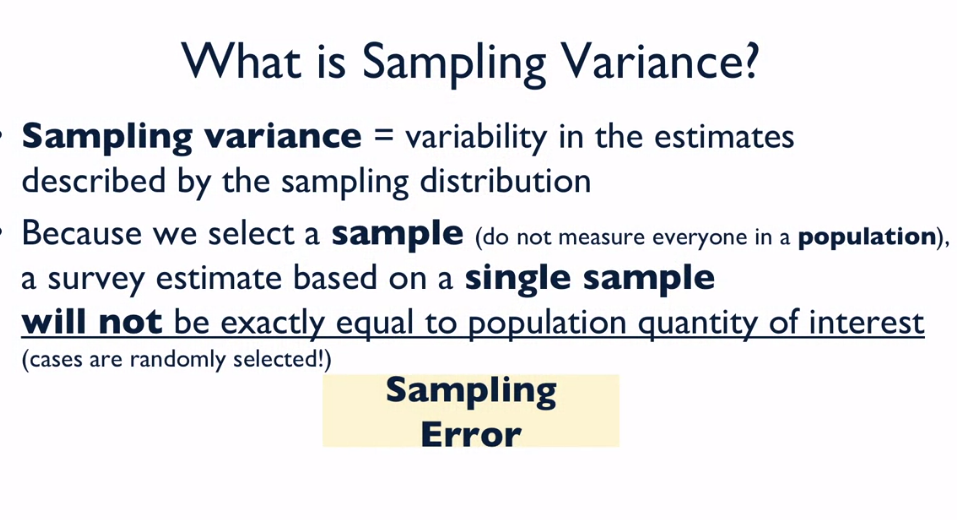 What is Sampling Variance?
• Sampling variance = variability in the estimates
described by the sampling distribution
• Because we select a sample (do not measure everyone in a population),
a survey estimate based on a single sample
will not be exactly equal to population quantity of interest
(cases are randomly selected!)
Sampling
Error